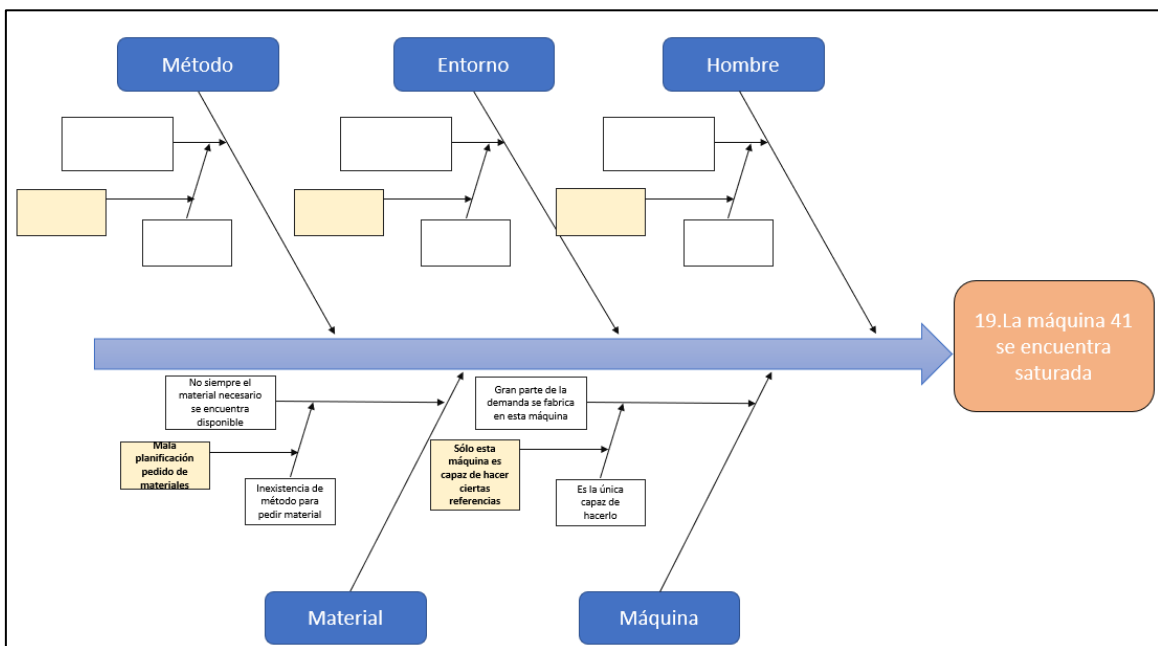 Método
Entorno
Hombre
19.La máquina 41
se encuentra
saturada
No siempre el
material necesario
se encuentra
disponible
Mala
planificación
pedido de
materiales
Inexistencia de
método para
pedir material
Gran parte de la
demanda se fabrica
en esta máquina
Sólo esta
máquina es
capaz de hacer
ciertas
referencias
Es la única
capaz de
hacerlo
Material
Máquina